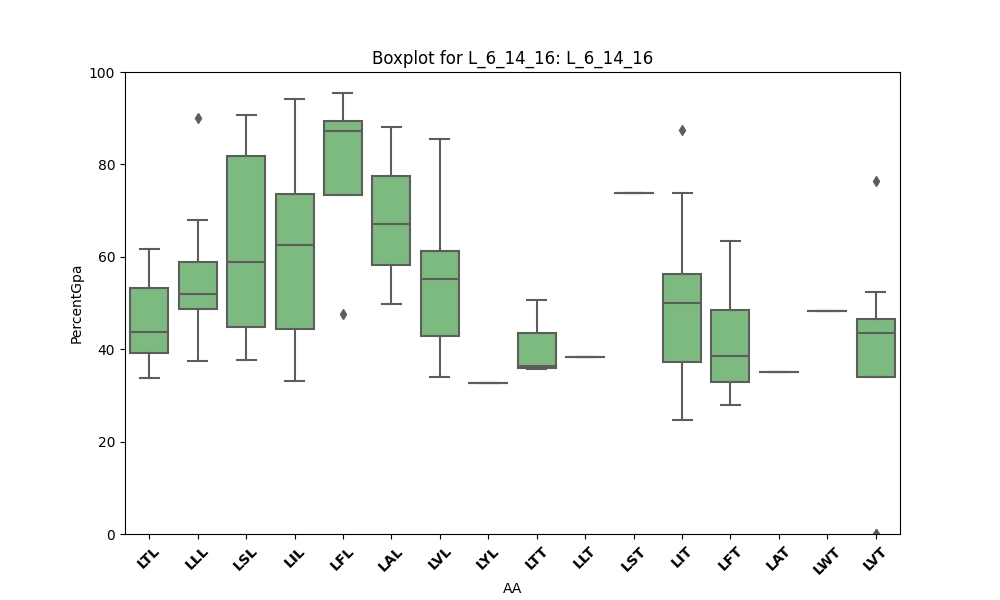 Boxplot for L_6_14_16: L_6_14_16
100
80
60
40
20
0
PercentGpa
LTL LLL LSL LIL LFL LAL LVL LYL LTT LLT LST LIT LFT LAT LWT LVT
AA